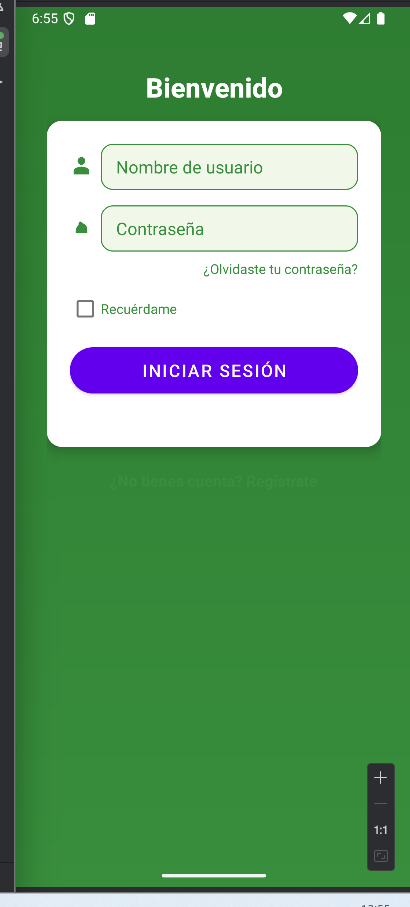 6:55
Bienvenido
Nombre de usuario
Contraseña
¿Olvidaste tu contraseña?
Recuérdame
INICIAR SESIÓN
¿No tienes cuenta? Regístrate
1:1